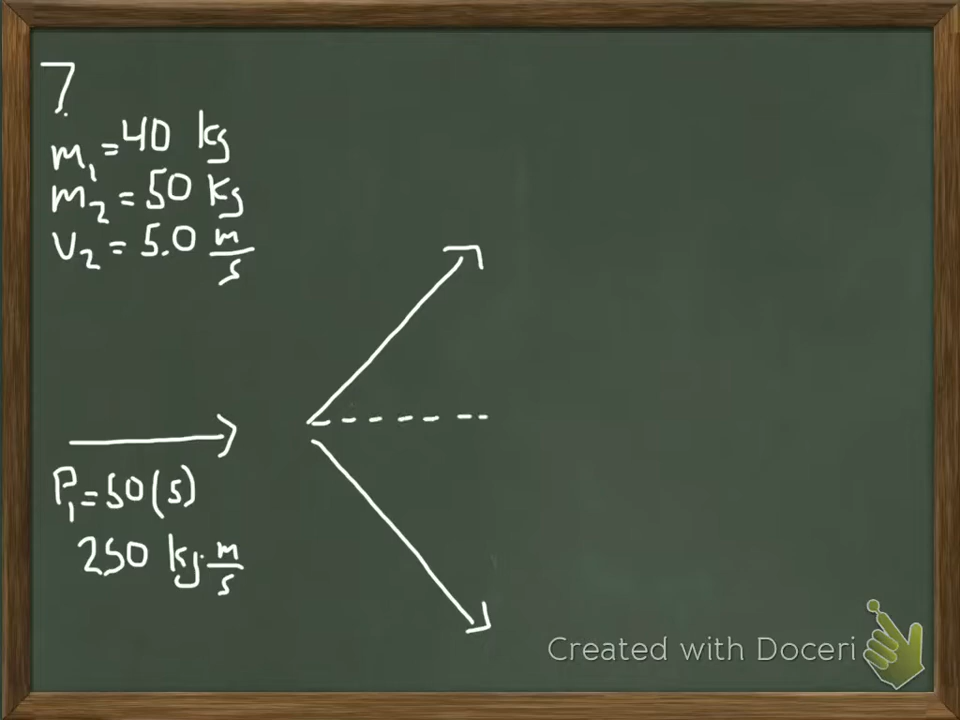 7.
m₁ = 40 kg
m₂ = 50 kg
v₂ = 5.0 m/s
P₁ = 50(5)
250 kg·m/s
Created with Doceri